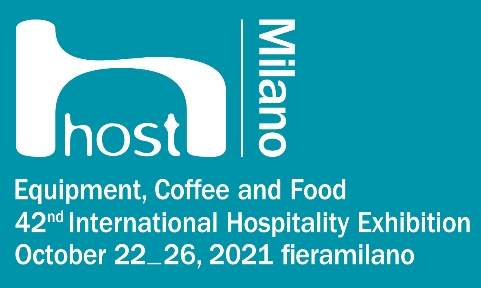 host
Milano
Equipment, Coffee and Food
42nd International Hospitality Exhibition
October 22_26, 2021 fieramilano